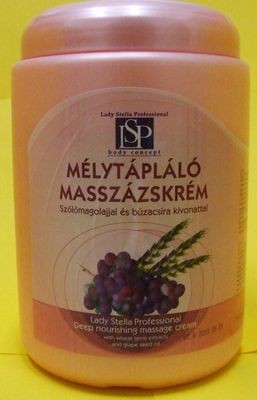 Lady Stella Professional
LSP
body concept
MÉLYTÁPLÁLÓ
MASSZÁZSKRÉM
Szőlőmagolajjal és búzacsíra kivonattal
Lady Stella Professional
Deep nourishing massage cream
with wheat germ extracts
and grape seed oil